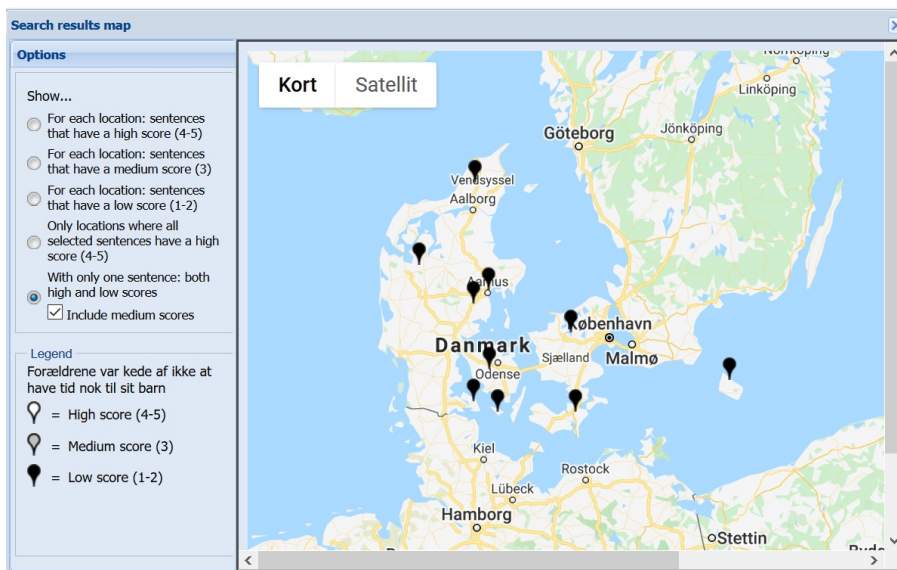 Search results map
Options
Show...
For each location: sentences
that have a high score (4-5)
For each location: sentences
that have a medium score (3)
For each location: sentences
that have a low score (1-2)
Only locations where all
selected sentences have a high
score (4-5)
With only one sentence: both
high and low scores
Include medium scores
Legend
Forældrene var kede af ikke at
have tid nok til sit barn
= High score (4-5)
= Medium score (3)
= Low score (1-2)
Kort
Satellit
Norrköping
Linköping
Göteborg
Jönköping
Vendsyssel
Aalborg
Aarhus
København
Danmark
Sjælland
Malmø
Odense
Kiel
Rostock
Lübeck
Hamborg
Stettin